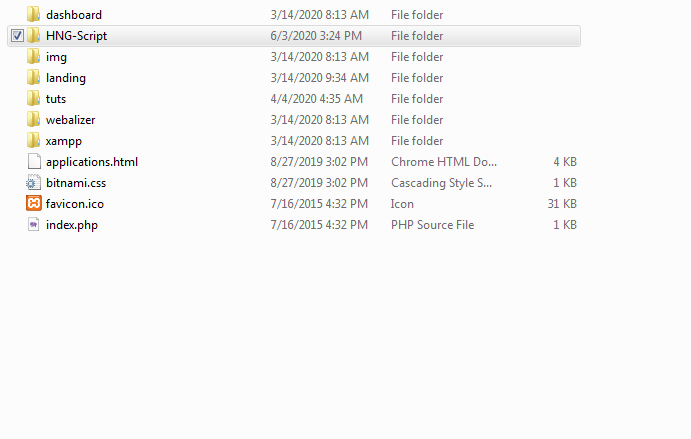 dashboard 3/14/2020 8:13 AM File folder
HNG-Script 6/3/2020 3:24 PM File folder
img 3/14/2020 8:13 AM File folder
landing 3/14/2020 9:34 AM File folder
tuts 4/4/2020 4:35 AM File folder
webalizer 3/14/2020 8:13 AM File folder
xampp 3/14/2020 8:13 AM File folder
applications.html 8/27/2019 3:02 PM Chrome HTML Do... 4 KB
bitnami.css 8/27/2019 3:02 PM Cascading Style S... 1 KB
favicon.ico 7/16/2015 4:32 PM Icon 31 KB
index.php 7/16/2015 4:32 PM PHP Source File 1 KB